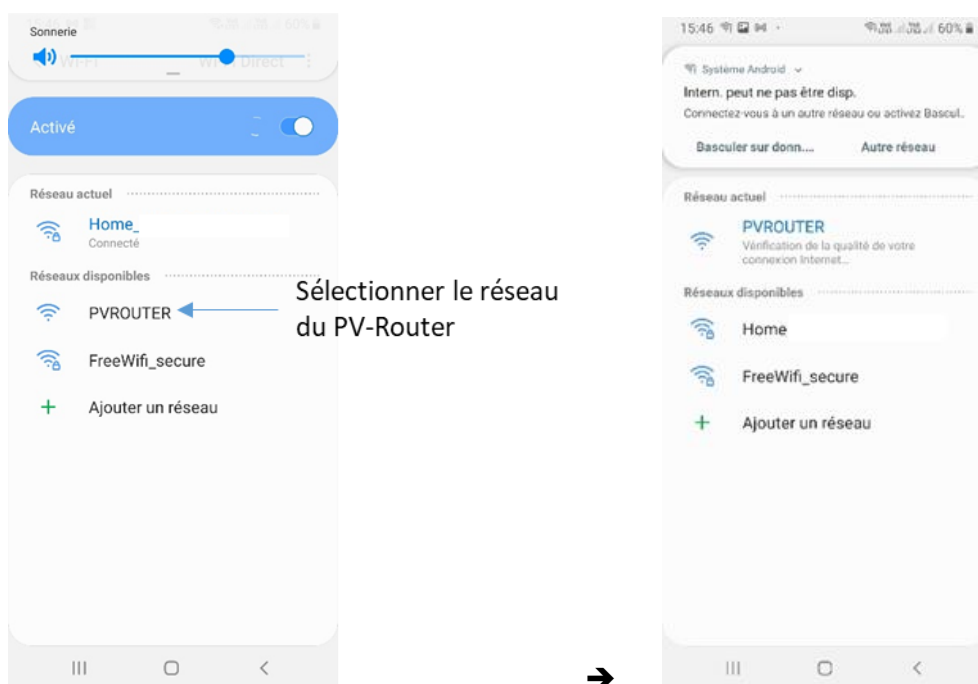 Sonnerie
Activé
Réseau actuel
Home_
Connecté
Réseaux disponibles
PVROUTER
FreeWifi_secure
Ajouter un réseau
Sélectionner le réseau
du PV-Router
15:46
60%
Système Android
Intern. peut ne pas être disp.
Connectez-vous à un autre réseau ou activez Bascul..
Basculer sur donn....
Autre réseau
Réseau actuel
PVROUTER
Vérification de la qualité de votre
connexion Internet...
Réseaux disponibles
Home
FreeWifi_secure
Ajouter un réseau